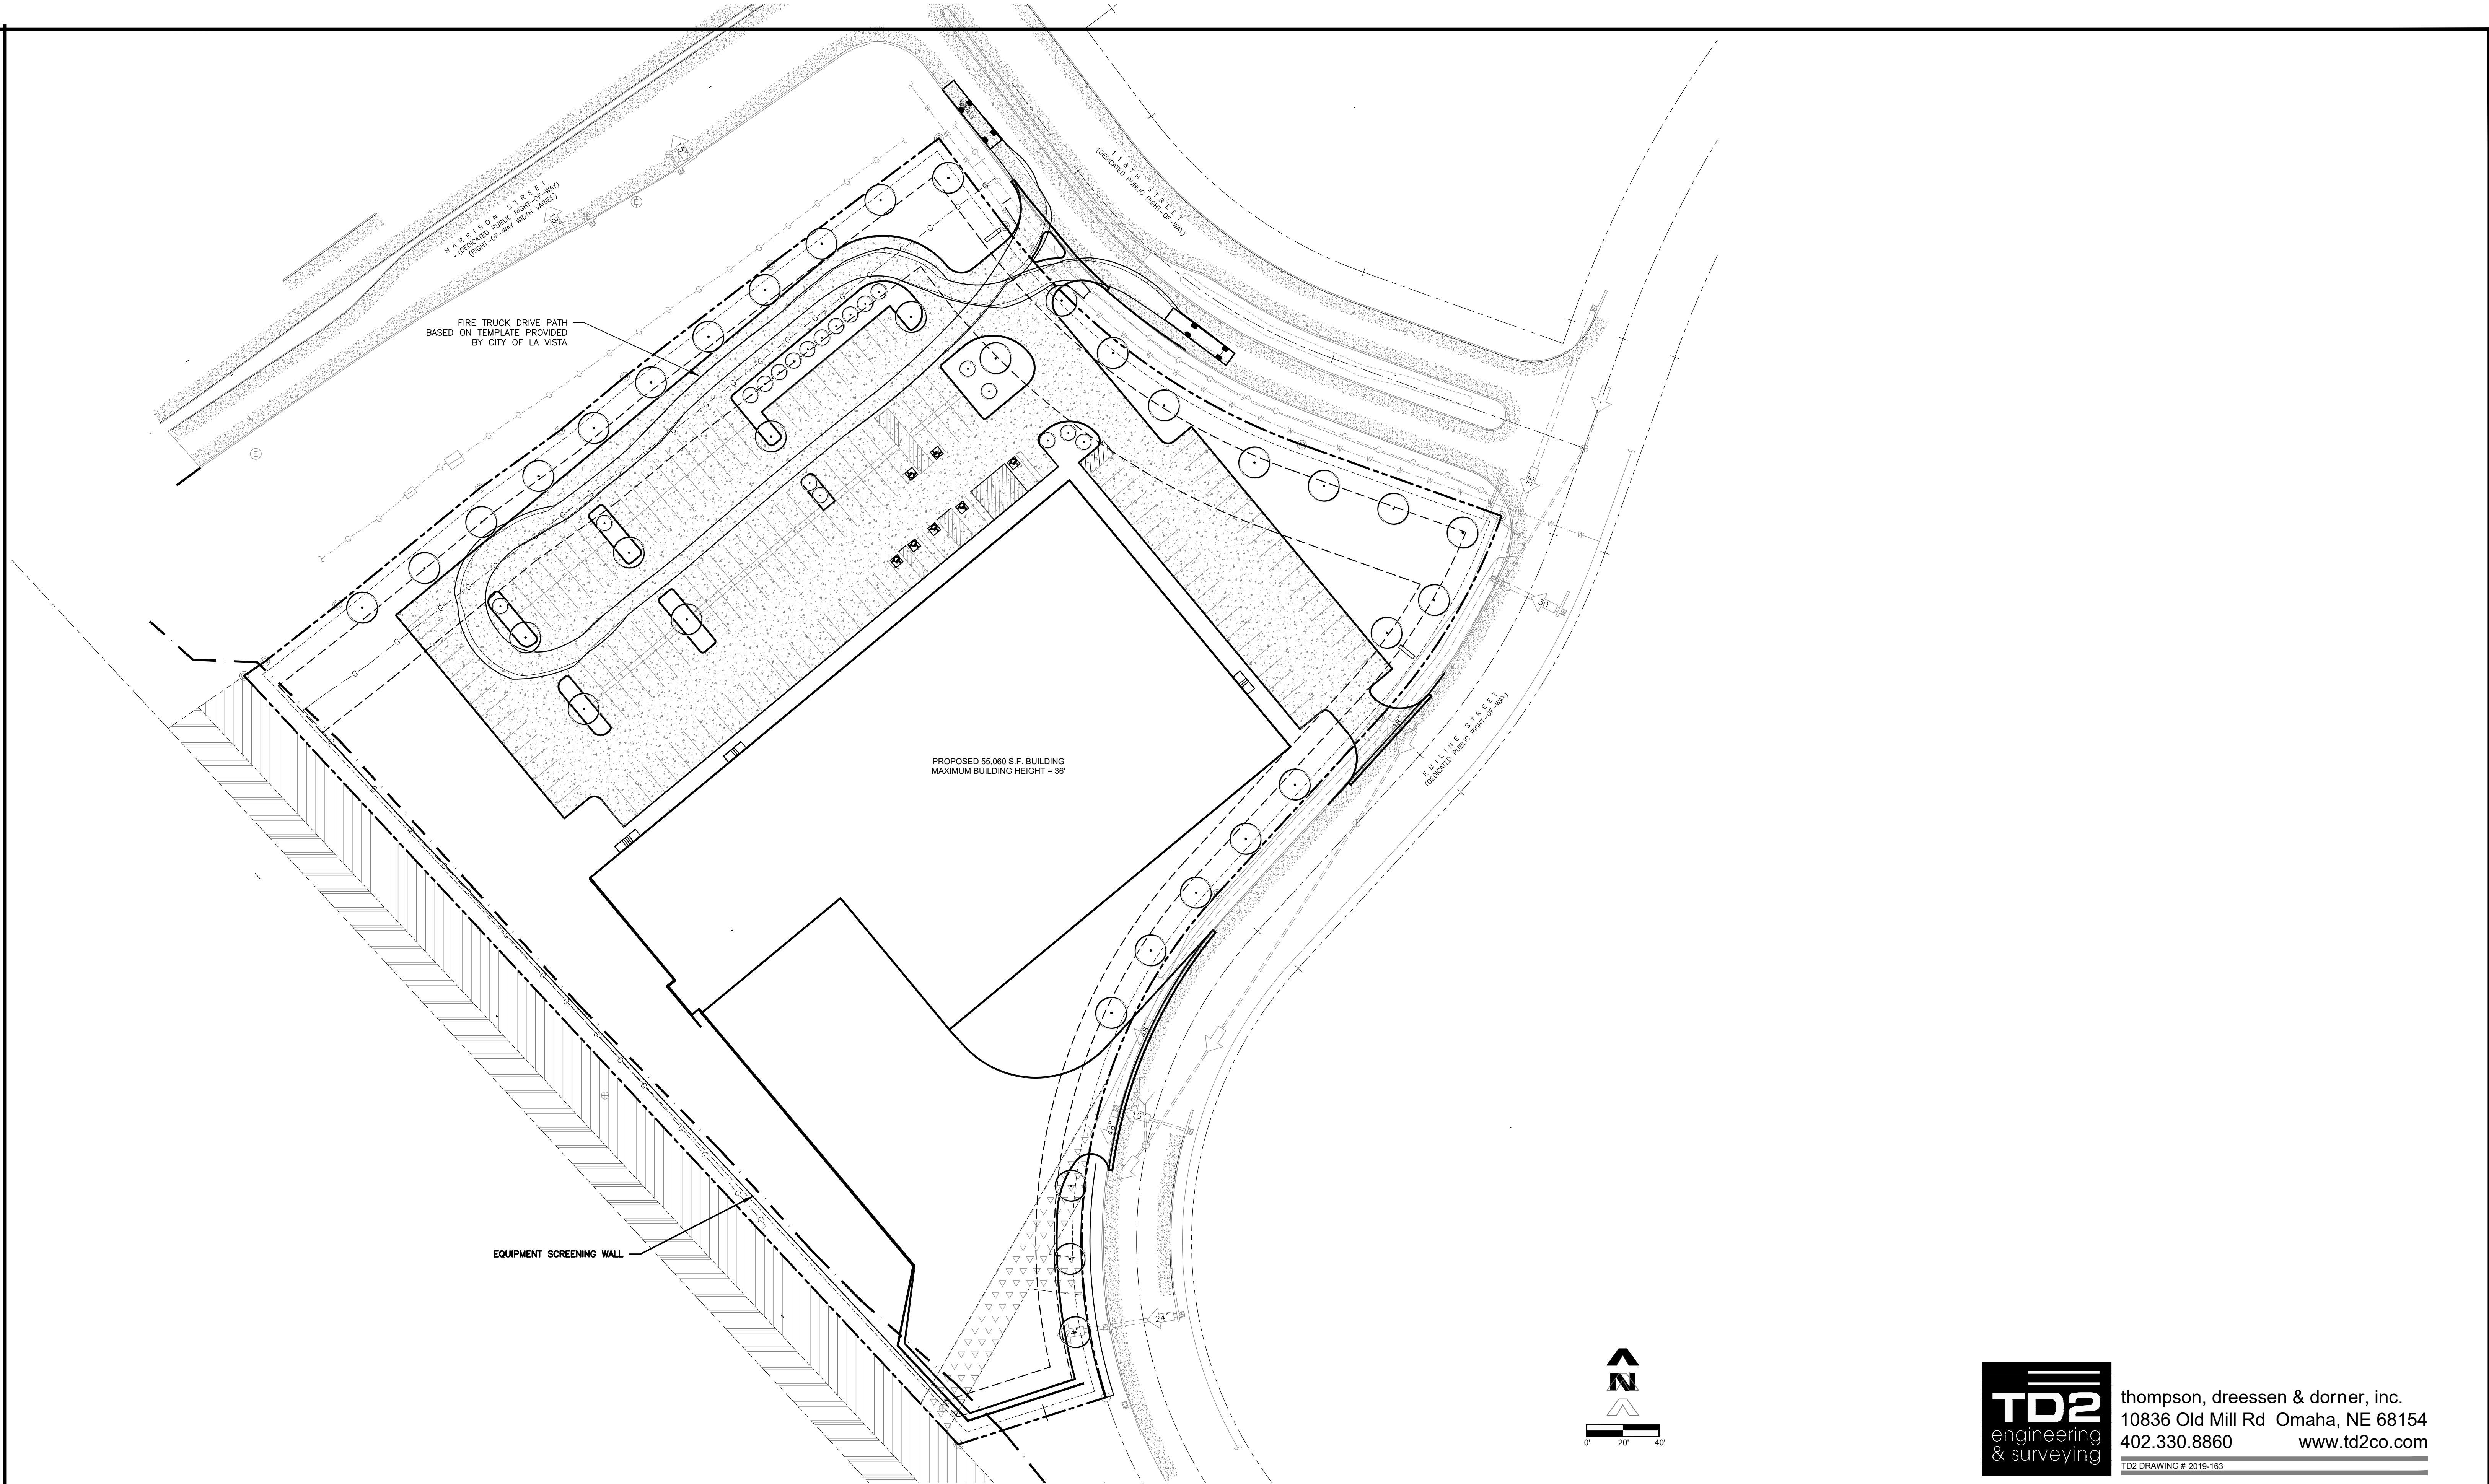 HARRISON STREET
(DEDICATED PUBLIC RIGHT-OF-WAY)
(RIGHT-OF-WAY WIDTH VARIES)
118TH STREET
(DEDICATED PUBLIC RIGHT-OF-WAY)
FIRE TRUCK DRIVE PATH
BASED ON TEMPLATE PROVIDED
BY CITY OF LA VISTA
36"
30"
EMILINE STREET
(DEDICATED PUBLIC RIGHT-OF-WAY)
48"
PROPOSED 55,060 S.F. BUILDING
MAXIMUM BUILDING HEIGHT = 36'
48"
15"
48"
EQUIPMENT SCREENING WALL
24"
24"
N
0' 20' 40'
TD2
engineering
& surveying
thompson, dreessen & dorner, inc.
10836 Old Mill Rd Omaha, NE 68154
402.330.8860 www.td2co.com
TD2 DRAWING # 2019-163